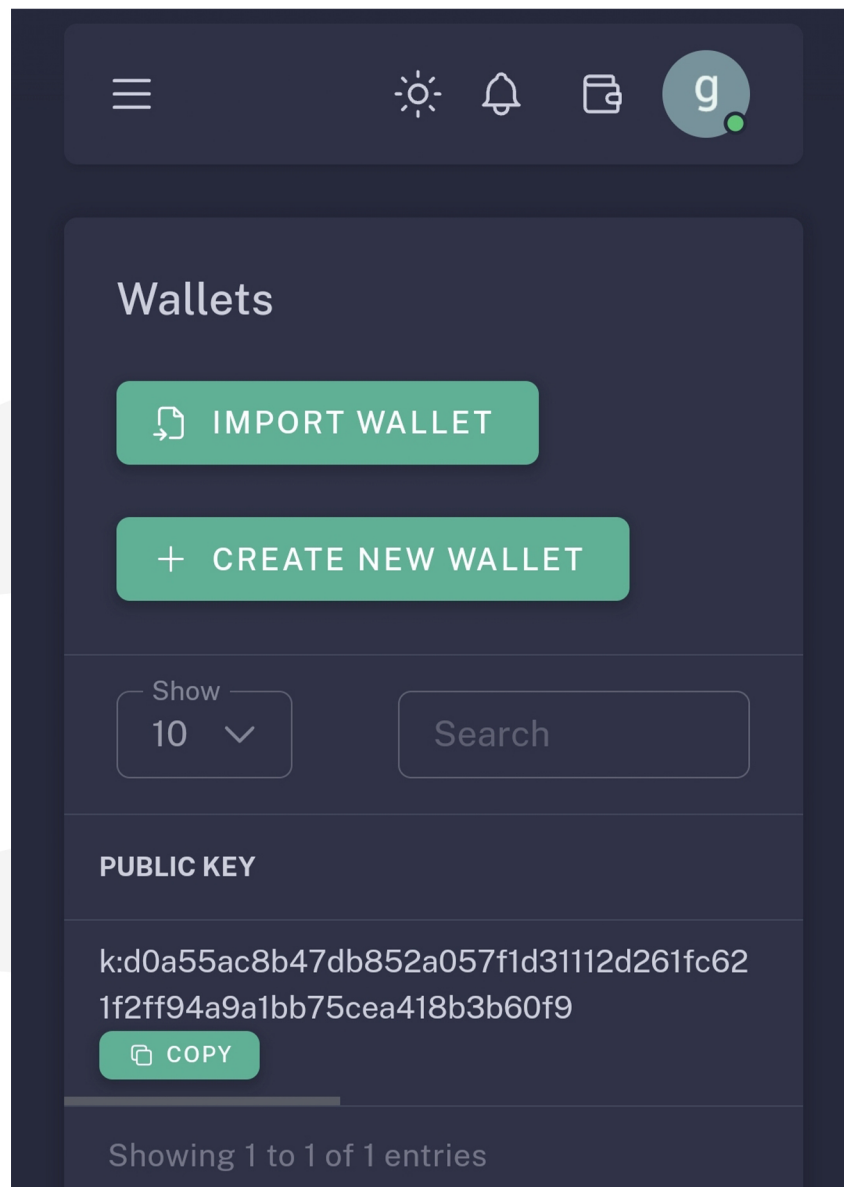 g
Wallets
IMPORT WALLET
CREATE NEW WALLET
Show
10
Search
PUBLIC KEY
k:d0a55ac8b47db852a057f1d31112d261fc62
1f2ff94a9a1bb75cea418b3b60f9
COPY
Showing 1 to 1 of 1 entries